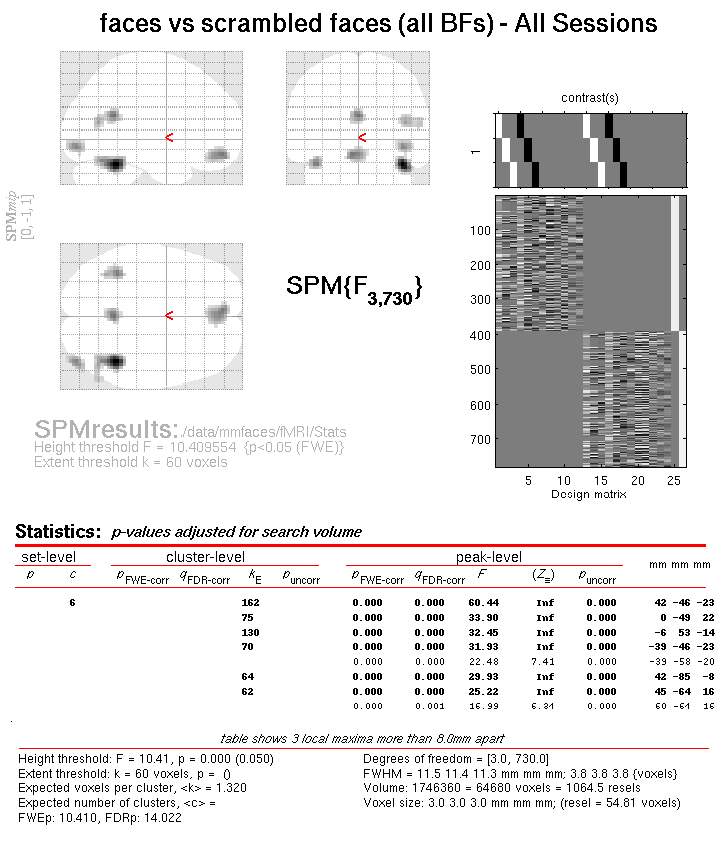 faces vs scrambled faces (all BFs) - All Sessions
contrast(s)
1
SPMmip
[0, -1, 1]
<
<
<
SPM{F3,730}
100
200
300
400
500
600
700
5 10 15 20 25
Design matrix
SPMresults: ./data/mmfaces/fMRI/Stats
Height threshold F = 10.409554 {p<0.05 (FWE)}
Extent threshold k = 60 voxels
Statistics: p-values adjusted for search volume
set-level cluster-level peak-level mm mm mm
p c pFWE-corr qFDR-corr kE puncorr pFWE-corr qFDR-corr F (Z≡) puncorr
6 162 0.000 0.000 60.44 Inf 0.000 42 -46 -23
75 0.000 0.000 33.90 Inf 0.000 0 -49 22
130 0.000 0.000 32.45 Inf 0.000 -6 53 -14
70 0.000 0.000 31.93 Inf 0.000 -39 -46 -23
0.000 0.000 22.48 7.41 0.000 -39 -58 -20
64 0.000 0.000 29.93 Inf 0.000 42 -85 -8
62 0.000 0.000 25.22 Inf 0.000 45 -64 16
0.000 0.001 16.99 6.34 0.000 60 -64 16
table shows 3 local maxima more than 8.0mm apart
Height threshold: F = 10.41, p = 0.000 (0.050)
Extent threshold: k = 60 voxels, p = ()
Expected voxels per cluster, <k> = 1.320
Expected number of clusters, <c> =
FWEp: 10.410, FDRp: 14.022
Degrees of freedom = [3.0, 730.0]
FWHM = 11.5 11.4 11.3 mm mm mm; 3.8 3.8 3.8 {voxels}
Volume: 1746360 = 64680 voxels = 1064.5 resels
Voxel size: 3.0 3.0 3.0 mm mm mm; (resel = 54.81 voxels)